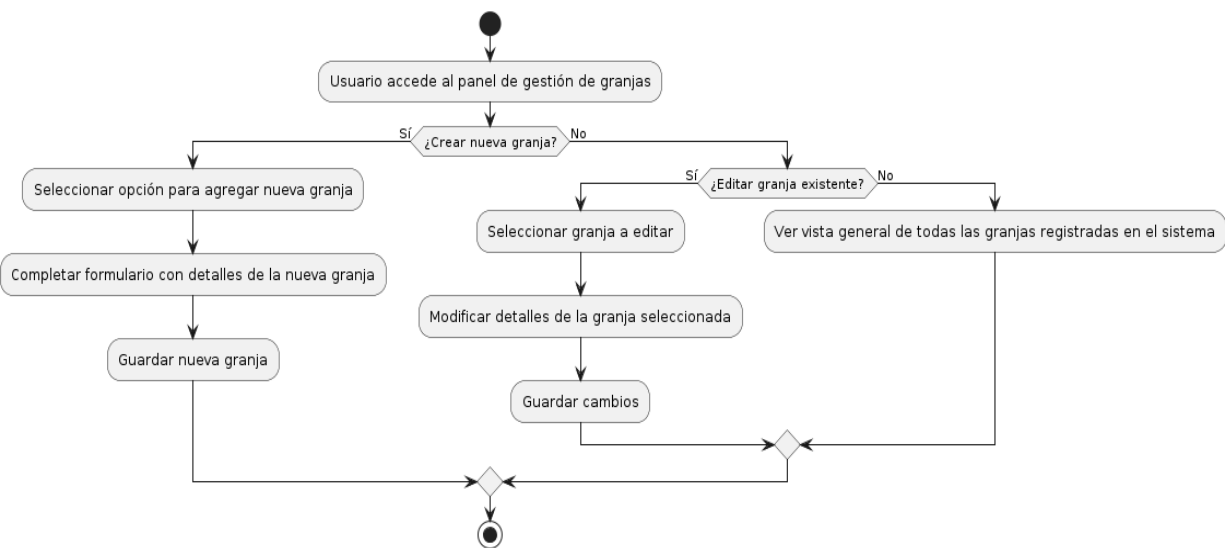 Usuario accede al panel de gestión de granjas
Sí
¿Crear nueva granja?
No
Seleccionar opción para agregar nueva granja
Completar formulario con detalles de la nueva granja
Guardar nueva granja
Sí
¿Editar granja existente?
No
Seleccionar granja a editar
Modificar detalles de la granja seleccionada
Guardar cambios
Ver vista general de todas las granjas registradas en el sistema